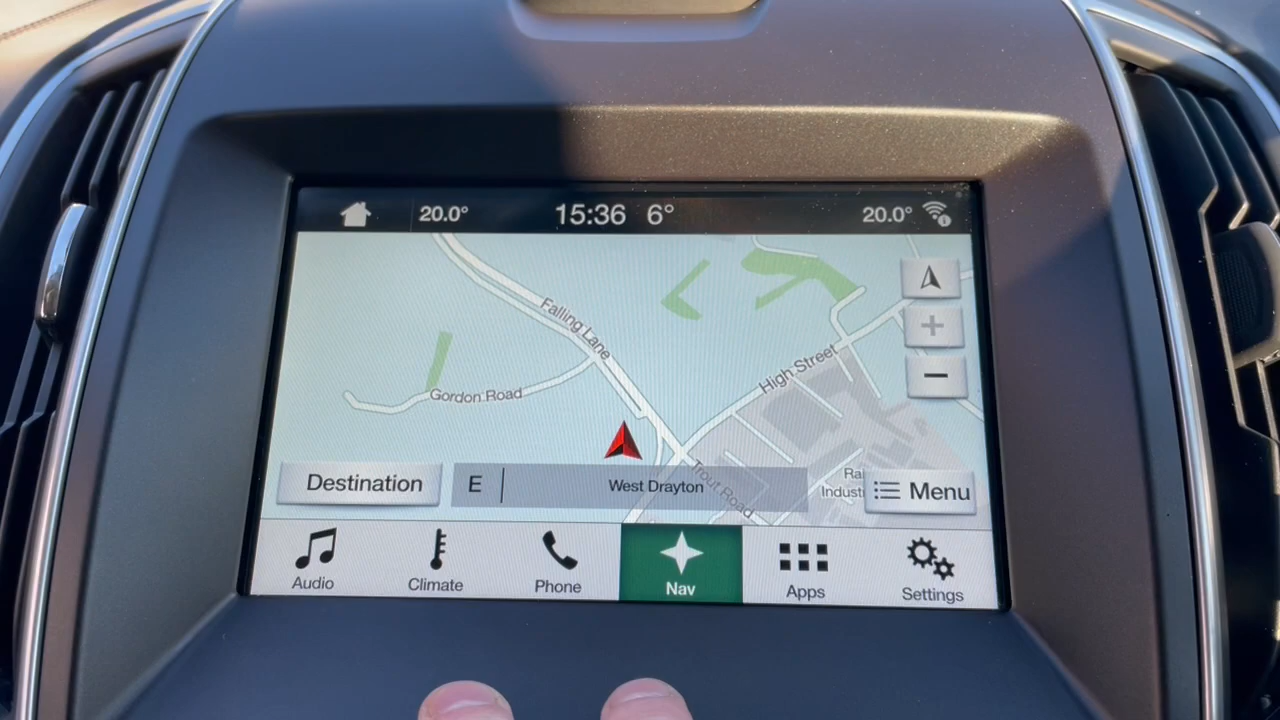 20.0° 15:36 6° 20.0°
Falling Lane
High Street
Gordon Road
Trout Road
Destination E West Drayton Menu
Audio Climate Phone Nav Apps Settings